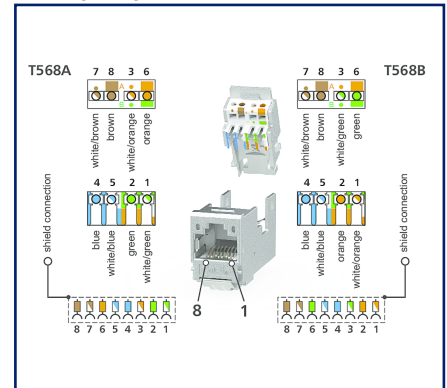 T568A
7 8 3 6
A
white/brown
brown
white/orange
orange
4 5 2 1
blue
white/blue
green
white/green
shield connection
8 7 6 5 4 3 2 1
8 1
T568B
7 8 3 6
A
white/brown
brown
white/green
green
4 5 2 1
blue
white/blue
orange
white/orange
shield connection
8 7 6 5 4 3 2 1